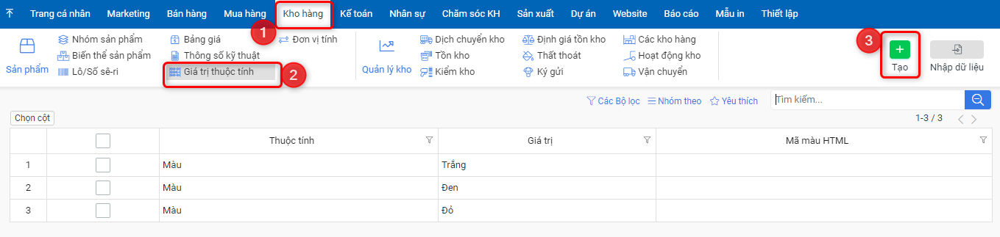 Trang cá nhân Marketing Bán hàng Mua hàng Kho hàng Kế toán Nhân sự Chăm sóc KH Sản xuất Dự án Website Báo cáo Mẫu in Thiết lập
1
3
Nhóm sản phẩm Bảng giá Đơn vị tính Dịch chuyển kho Định giá tồn kho Các kho hàng
Biến thể sản phẩm Thông số kỹ thuật Tồn kho Thất thoát Hoạt động kho
Sản phẩm Lô/Số sê-ri Giá trị thuộc tính 2 Quản lý kho Kiểm kho Ký gửi Vận chuyển Tạo Nhập dữ liệu
Các Bộ lọc Nhóm theo Yêu thích Tìm kiếm...
Chọn cột 1-3 / 3
Thuộc tính Giá trị Mã màu HTML
1 Màu Trắng
2 Màu Đen
3 Màu Đỏ